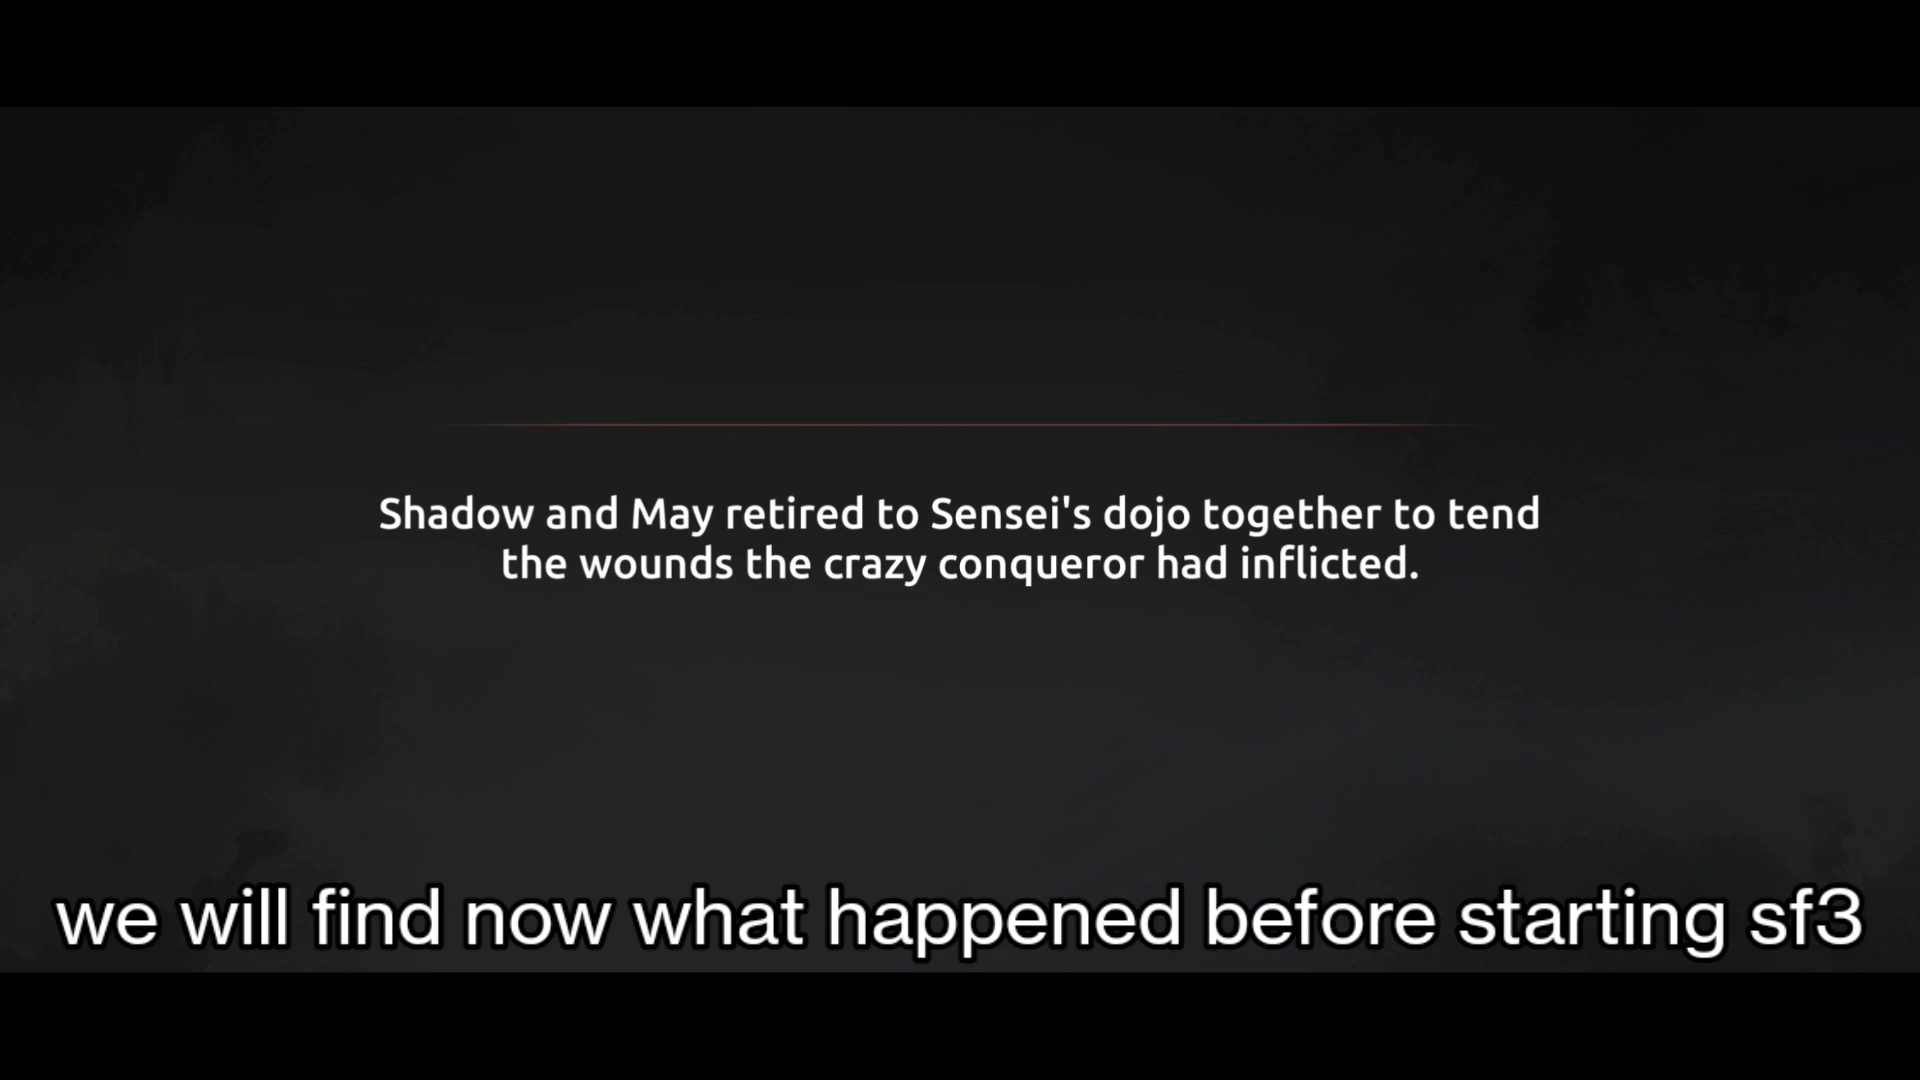 Shadow and May retired to Sensei's dojo together to tend
the wounds the crazy conqueror had inflicted.
we will find now what happened before starting sf3